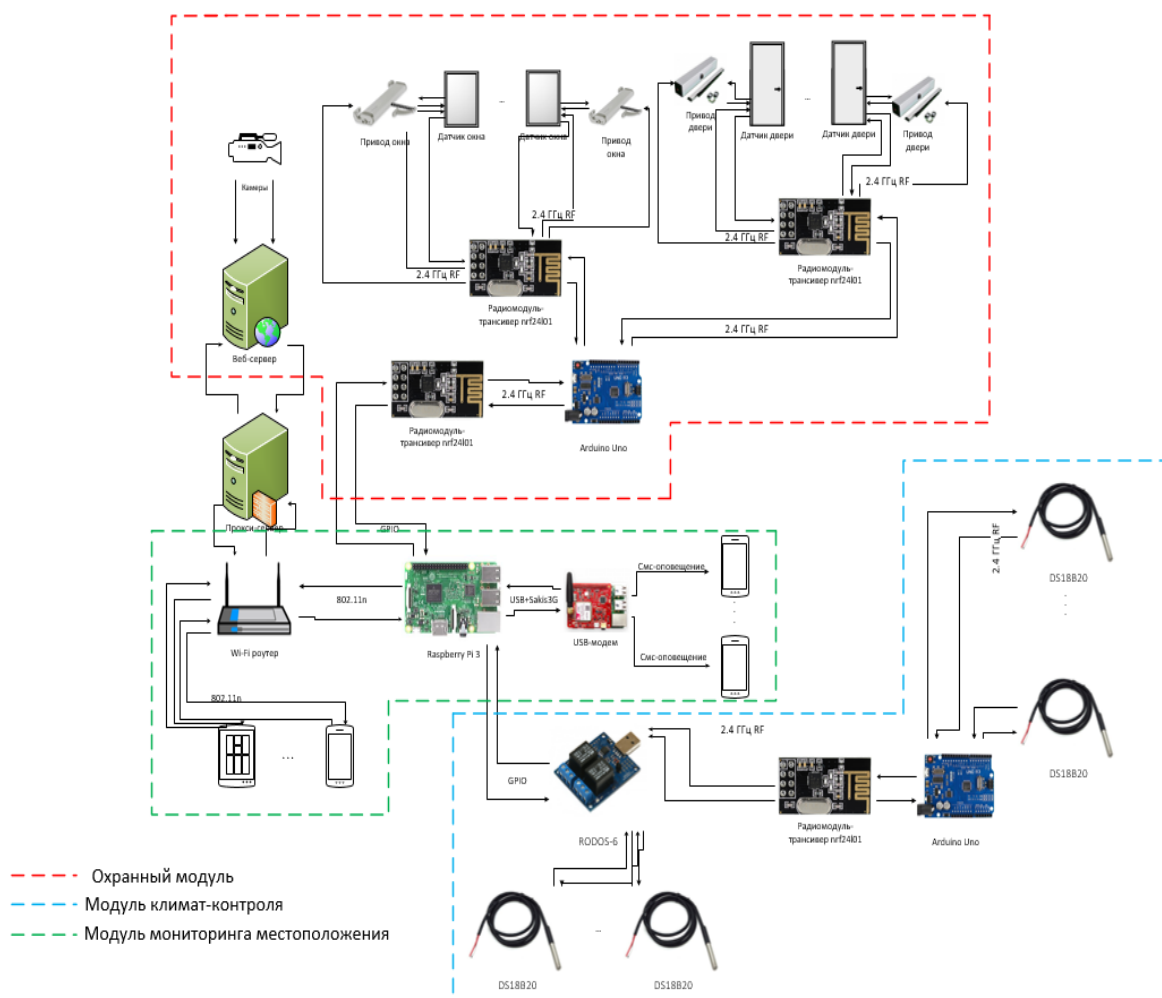 Привод окна
Датчик окна
...
Датчик окна
Привод
окна
Привод
двери
Датчик двери
...
Датчик двери
Привод
двери
Камеры
2.4 ГГц RF
2.4 ГГц RF
2.4 ГГц RF
2.4 ГГц RF
Радиомодуль-
трансивер nrf24l01
Радиомодуль-
трансивер nrf24l01
2.4 ГГц RF
Веб-сервер
2.4 ГГц RF
Радиомодуль-
трансивер nrf24l01
Arduino Uno
Прокси-сервер
GPIO
2.4 ГГц RF
DS18B20
Смс-оповещение
802.11n
USB+Sakis3G
Wi-Fi роутер
Raspberry Pi 3
USB-модем
Смс-оповещение
802.11n
...
2.4 ГГц RF
DS18B20
GPIO
RODOS-6
Радиомодуль-
трансивер nrf24l01
Arduino Uno
...
DS18B20
DS18B20
Охранный модуль
Модуль климат-контроля
Модуль мониторинга местоположения